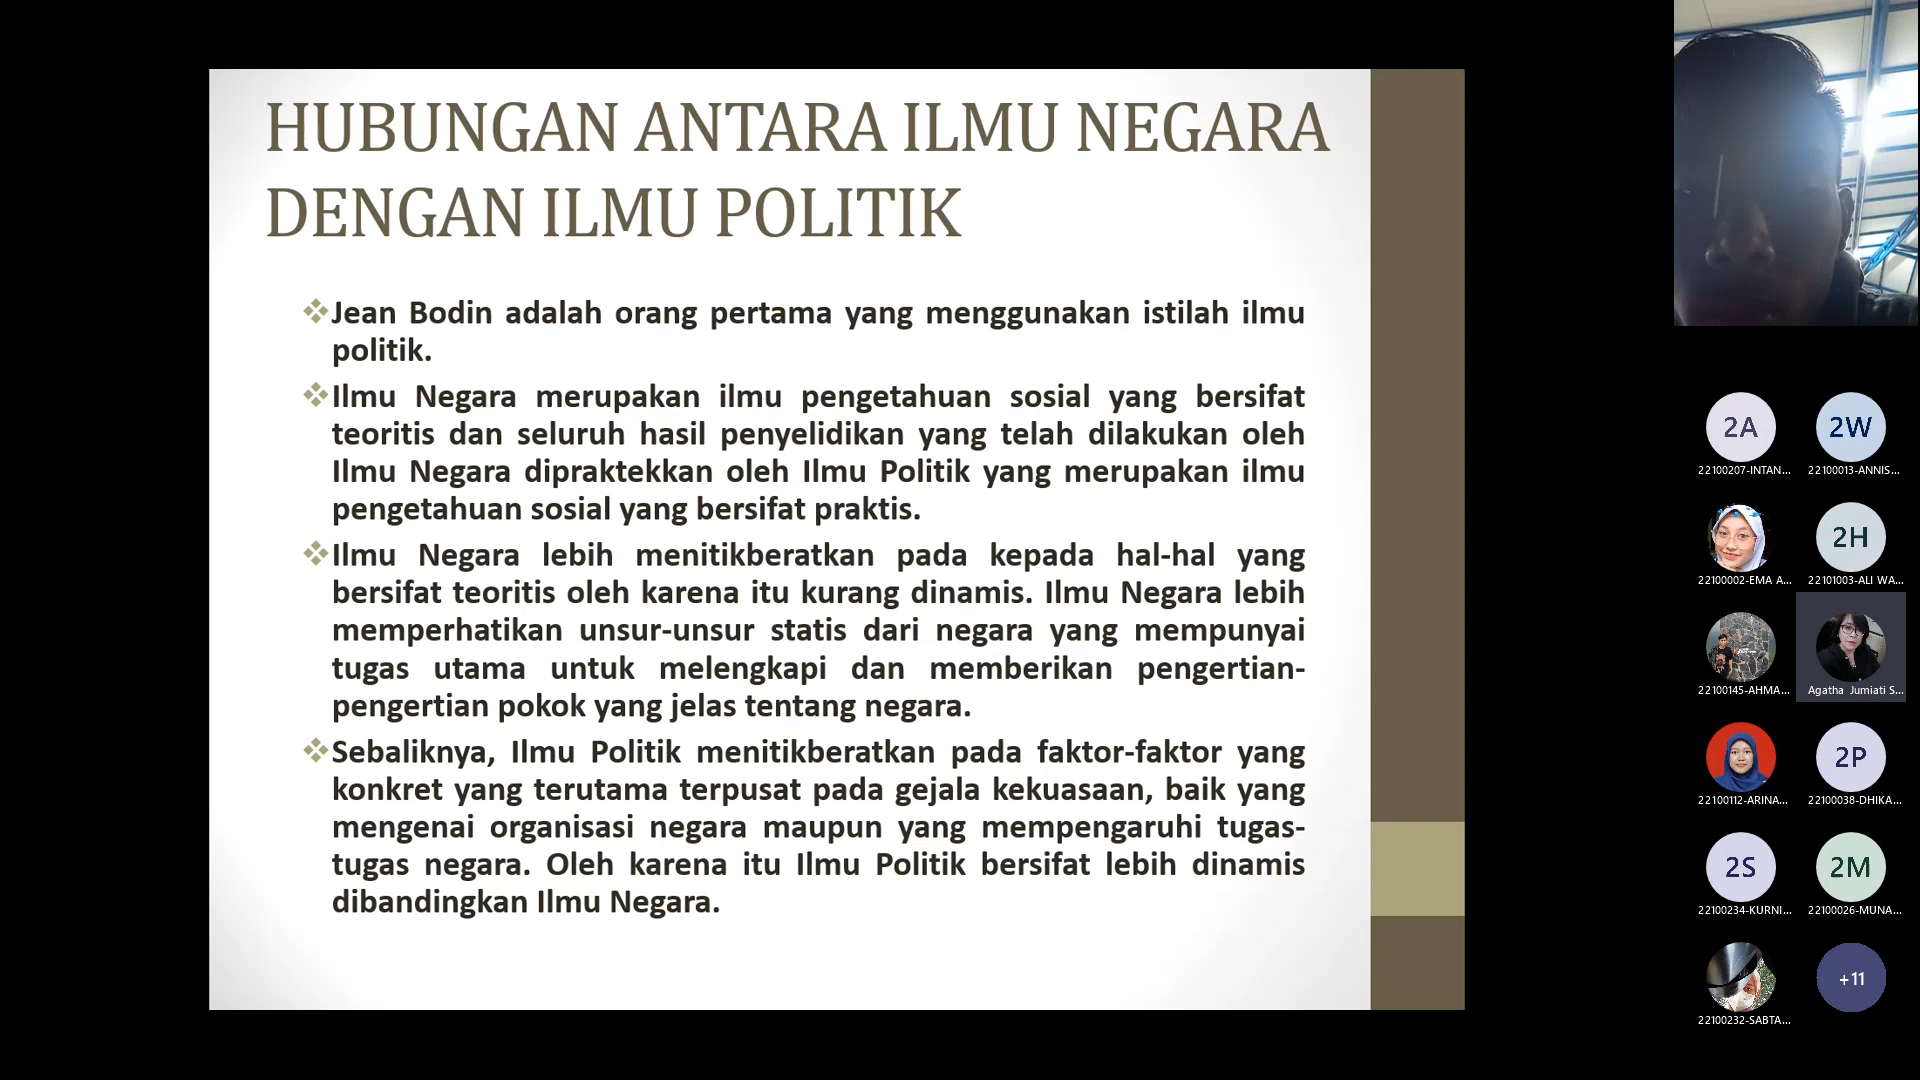 HUBUNGAN ANTARA ILMU NEGARA
DENGAN ILMU POLITIK
Jean Bodin adalah orang pertama yang menggunakan istilah ilmu
politik.
Ilmu Negara merupakan ilmu pengetahuan sosial yang bersifat
teoritis dan seluruh hasil penyelidikan yang telah dilakukan oleh
Ilmu Negara dipraktekkan oleh Ilmu Politik yang merupakan ilmu
pengetahuan sosial yang bersifat praktis.
Ilmu Negara lebih menitikberatkan pada kepada hal-hal yang
bersifat teoritis oleh karena itu kurang dinamis. Ilmu Negara lebih
memperhatikan unsur-unsur statis dari negara yang mempunyai
tugas utama untuk melengkapi dan memberikan pengertian-
pengertian pokok yang jelas tentang negara.
Sebaliknya, Ilmu Politik menitikberatkan pada faktor-faktor yang
konkret yang terutama terpusat pada gejala kekuasaan, baik yang
mengenai organisasi negara maupun yang mempengaruhi tugas-
tugas negara. Oleh karena itu Ilmu Politik bersifat lebih dinamis
dibandingkan Ilmu Negara.
2A 2W
22100207-INTAN... 22100013-ANNIS...
2H
22100002-EMA A... 22101003-ALI WA...
22100145-AHMA... Agatha Jumiati S...
2P
22100112-ARINA... 22100038-DHIKA...
2S 2M
22100234-KURNI... 22100026-MUNA...
+11
22100232-SABTA...